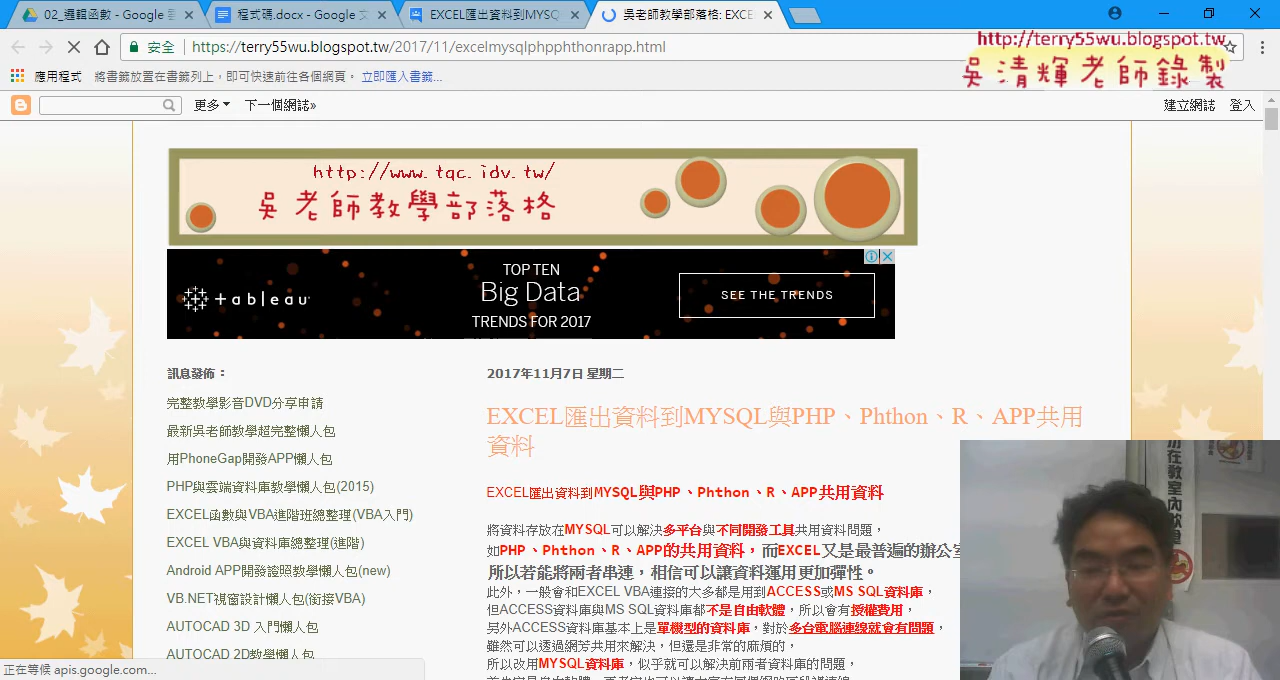 02_邏輯函數 - Google 雲
程式碼.docx - Google 文
EXCEL匯出資料到MYSQ
吳老師教學部落格: EXCE
安全
https://terry55wu.blogspot.tw/2017/11/excelmysqlphpphthonrapp.html
http://terry55wu.blogspot.tw
吳清輝老師錄製
應用程式
將書籤放置在書籤列上，即可快速前往各個網頁。
立即匯入書籤...
更多
下一個網誌»
建立網誌
登入
http://www.tqc.idv.tw/
吳老師教學部落格
tableau
TOP TEN
Big Data
TRENDS FOR 2017
SEE THE TRENDS
訊息發佈：
完整教學影音DVD分享申請
最新吳老師教學超完整懶人包
用PhoneGap開發APP懶人包
PHP與雲端資料庫教學懶人包(2015)
EXCEL函數與VBA進階班總整理(VBA入門)
EXCEL VBA與資料庫總整理(進階)
Android APP開發證照教學懶人包(new)
VB.NET視窗設計懶人包(銜接VBA)
AUTOCAD 3D 入門懶人包
AUTOCAD 2D教學懶人包
2017年11月7日 星期二
EXCEL匯出資料到MYSQL與PHP、Phthon、R、APP共用
資料
EXCEL匯出資料到MYSQL與PHP、Phthon、R、APP共用資料
將資料存放在MYSQL可以解決多平台與不同開發工具共用資料問題，
如PHP、Phthon、R、APP的共用資料，而EXCEL又是最普遍的辦公室
所以若能將兩者串連，相信可以讓資料運用更加彈性。
此外，一般會和EXCEL VBA連接的大多都是用到ACCESS或MS SQL資料庫，
但ACCESS資料庫與MS SQL資料庫都不是自由軟體，所以會有授權費用，
另外ACCESS資料庫基本上是單機型的資料庫，對於多台電腦連線就會有問題，
雖然可以透過網芳共用來解決，但還是非常的麻煩的，
所以改用MYSQL資料庫，似乎就可以解決前兩者資料庫的問題，
正在等候 apis.google.com...
勿在教室內飲